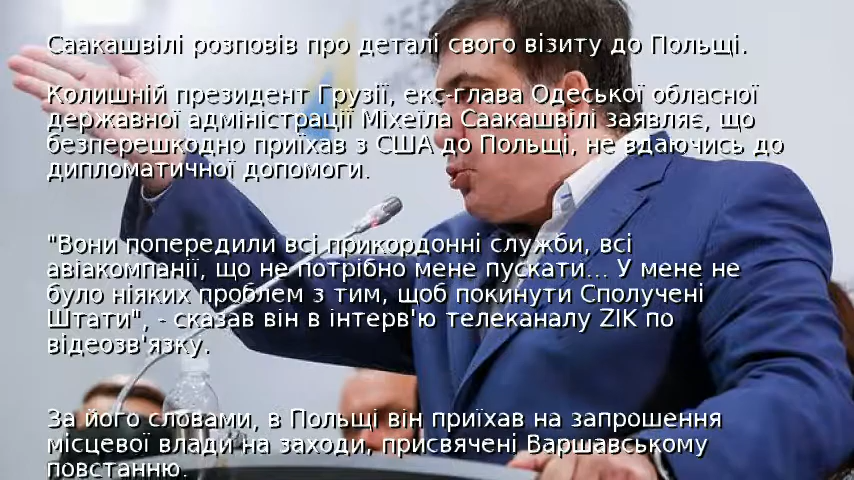 Саакашвілі розповів про деталі свого візиту до Польщі.
Колишній президент Грузії, екс-глава Одеської обласної
державної адміністрації Міхеіла Саакашвілі заявляє, що
безперешкодно приїхав з США до Польщі, не вдаючись до
дипломатичної допомоги.
"Вони попередили всі прикордонні служби, всі
авіакомпанії, що не потрібно мене пускати... У мене не
було ніяких проблем з тим, щоб покинути Сполучені
Штати", - сказав він в інтерв'ю телеканалу ZIK по
відеозв'язку.
За його словами, в Польщі він приїхав на запрошення
місцевої влади на заходи, присвячені Варшавському
повстанню.